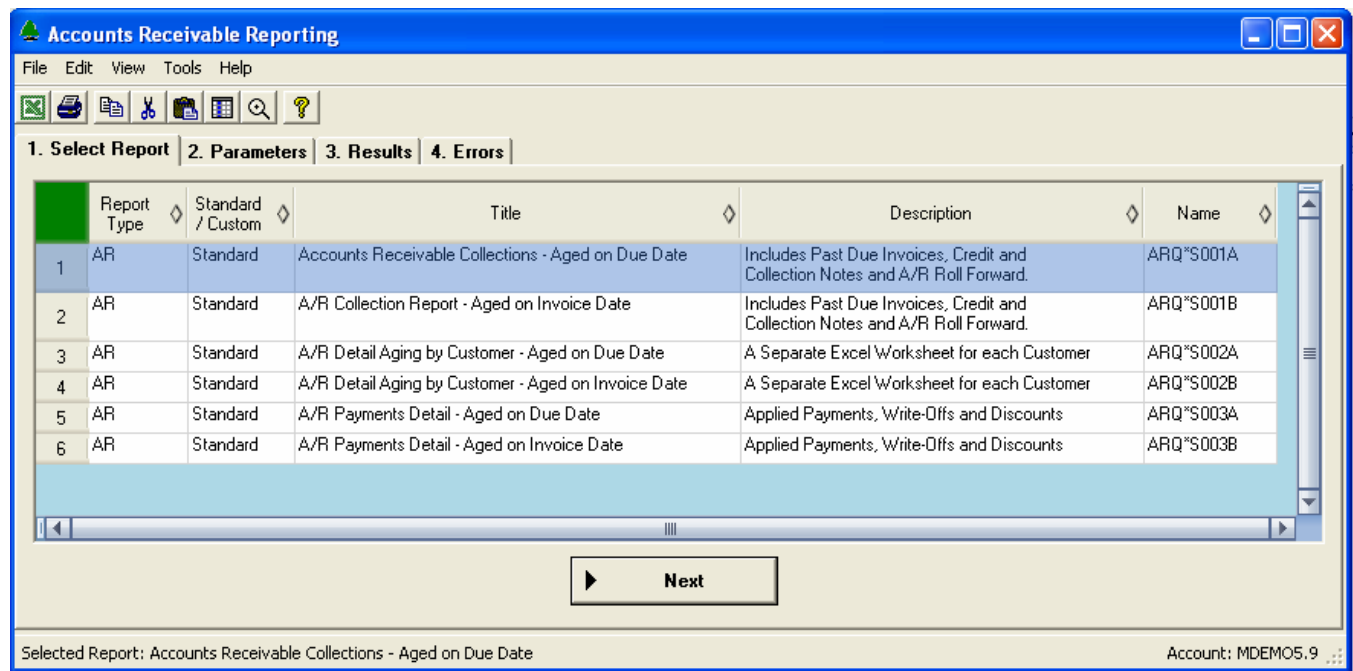 Accounts Receivable Reporting
File Edit View Tools Help
1. Select Report 2. Parameters 3. Results 4. Errors
Report Type Standard / Custom Title Description Name
1 AR Standard Accounts Receivable Collections - Aged on Due Date Includes Past Due Invoices, Credit and Collection Notes and A/R Roll Forward. ARQ*S001A
2 AR Standard A/R Collection Report - Aged on Invoice Date Includes Past Due Invoices, Credit and Collection Notes and A/R Roll Forward. ARQ*S001B
3 AR Standard A/R Detail Aging by Customer - Aged on Due Date A Separate Excel Worksheet for each Customer ARQ*S002A
4 AR Standard A/R Detail Aging by Customer - Aged on Invoice Date A Separate Excel Worksheet for each Customer ARQ*S002B
5 AR Standard A/R Payments Detail - Aged on Due Date Applied Payments, Write-Offs and Discounts ARQ*S003A
6 AR Standard A/R Payments Detail - Aged on Invoice Date Applied Payments, Write-Offs and Discounts ARQ*S003B
Next
Selected Report: Accounts Receivable Collections - Aged on Due Date Account: MDEMO5.9